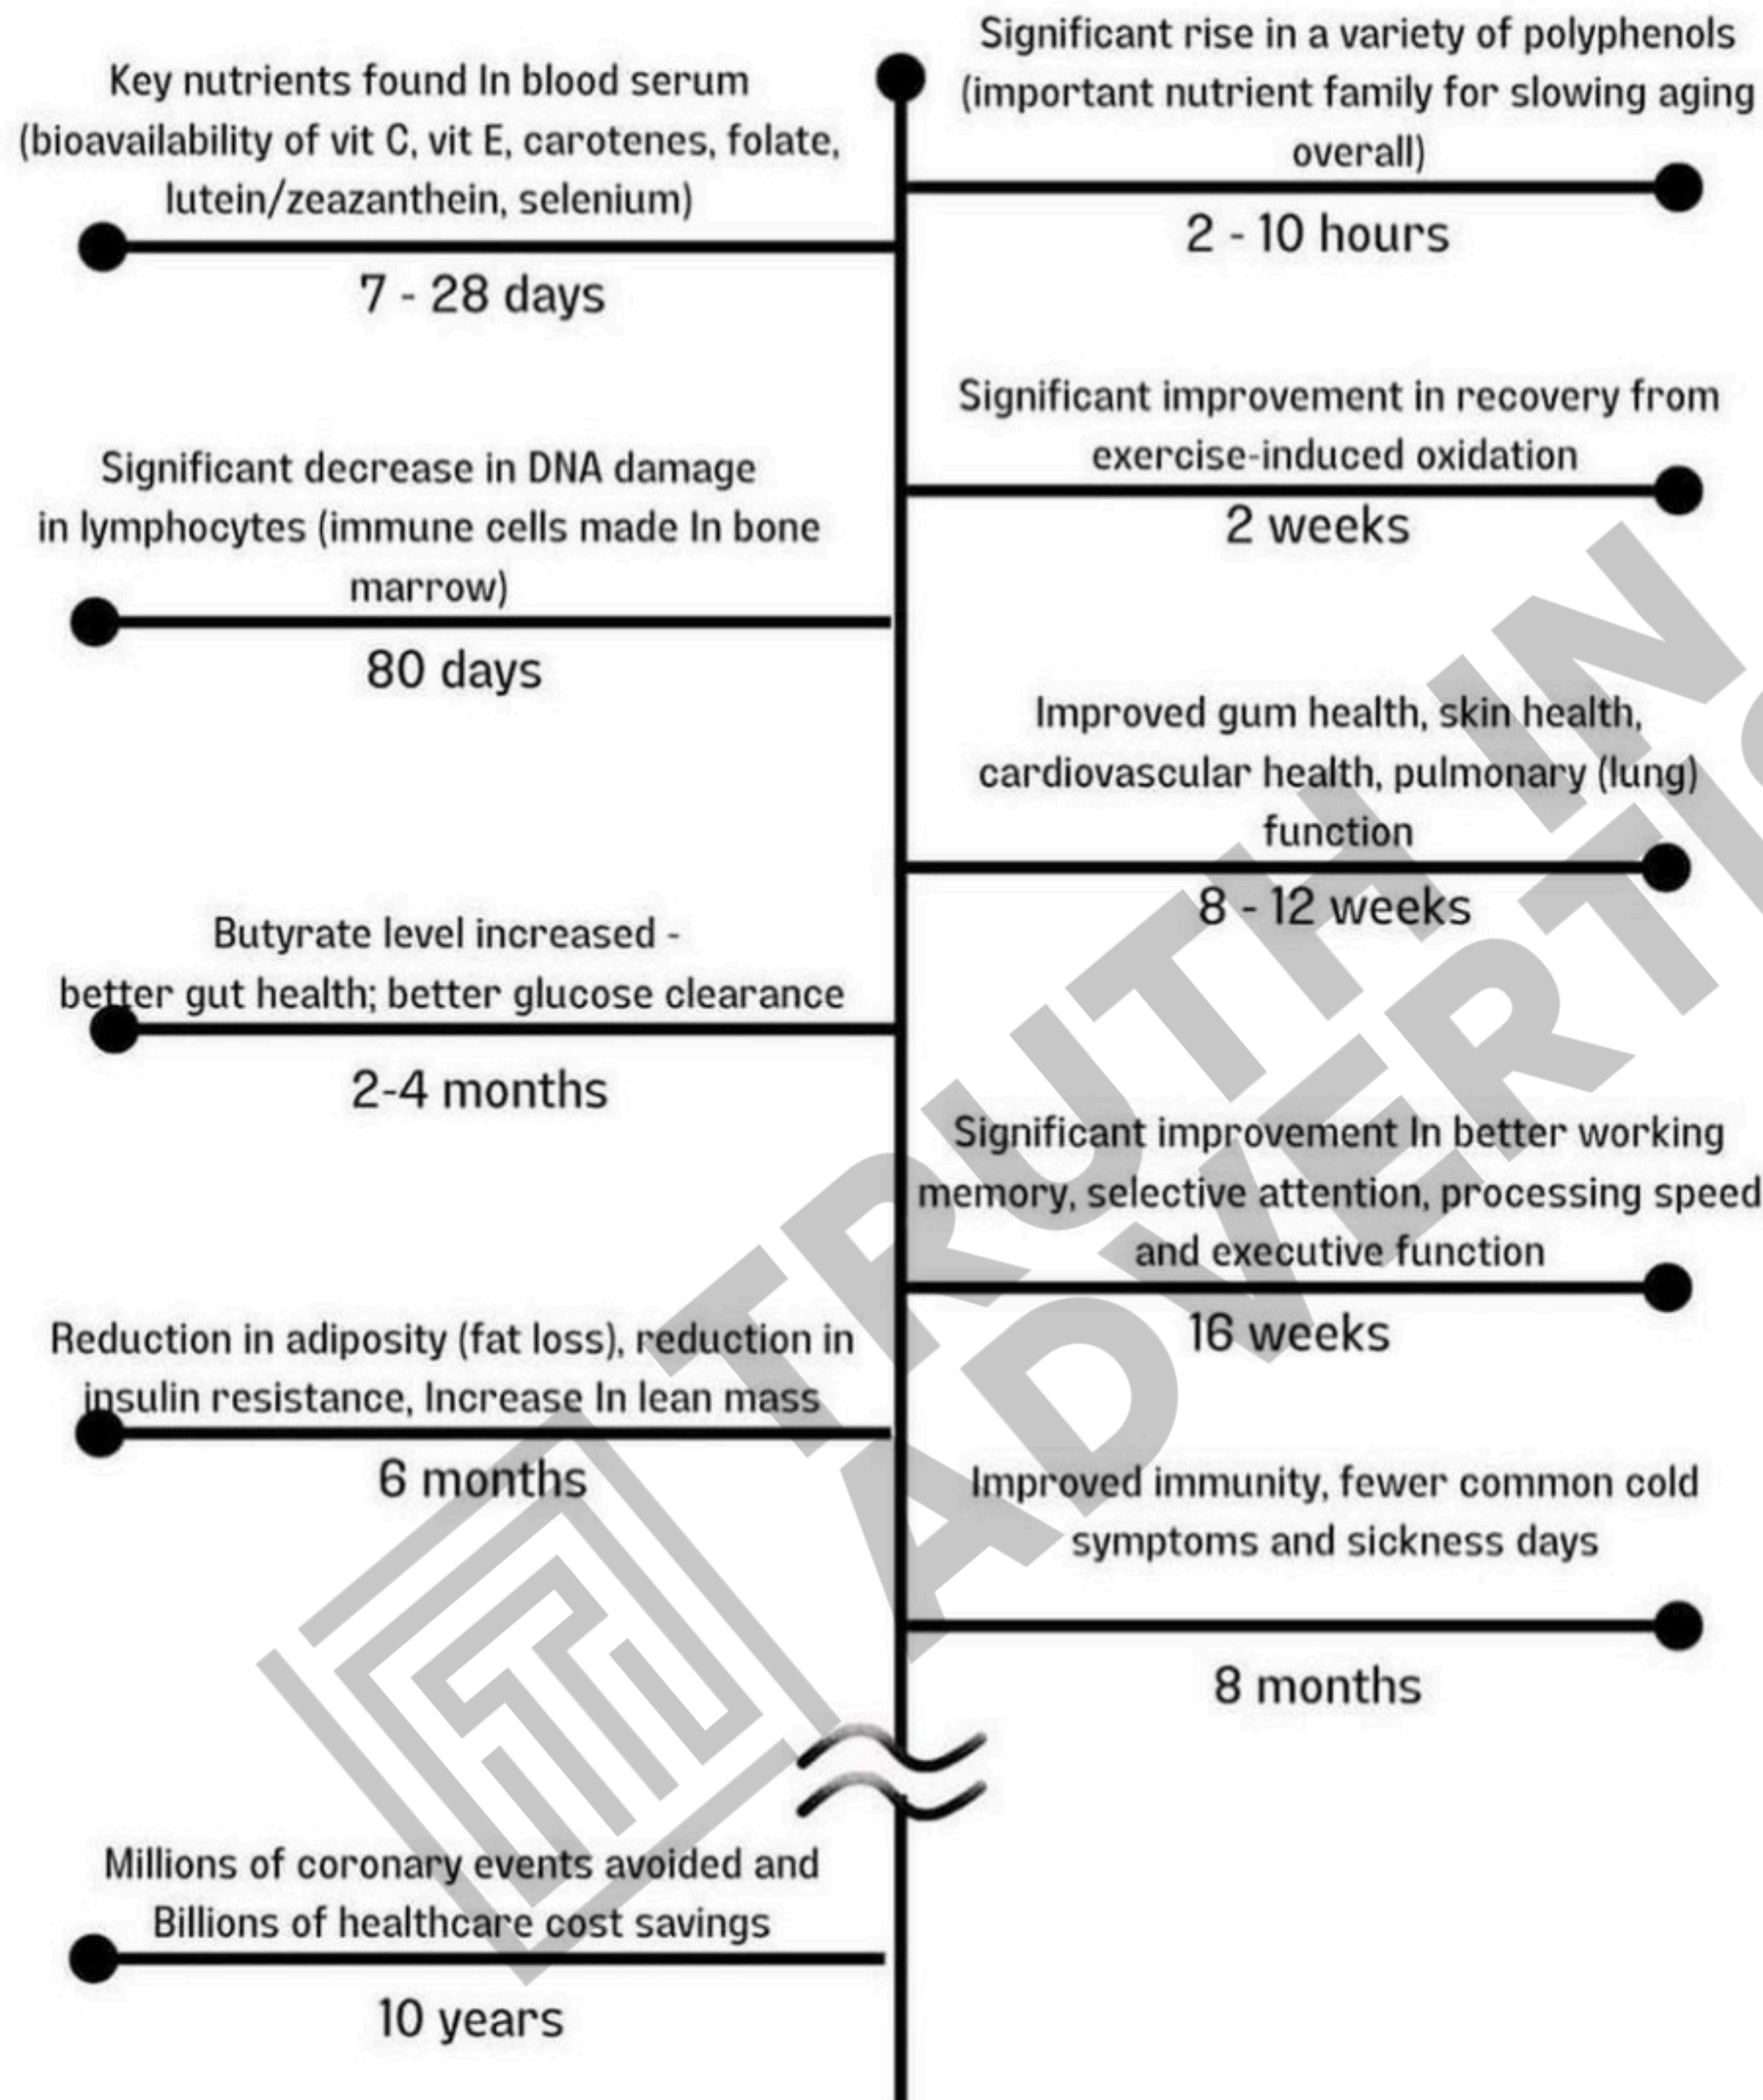 Significant rise in a variety of polyphenols
(important nutrient family for slowing aging
overall)
2 - 10 hours
Key nutrients found In blood serum
(bioavailability of vit C, vit E, carotenes, folate,
lutein/zeazanthein, selenium)
7 - 28 days
Significant improvement in recovery from
exercise-induced oxidation
2 weeks
Significant decrease in DNA damage
in lymphocytes (immune cells made In bone
marrow)
80 days
Improved gum health, skin health,
cardiovascular health, pulmonary (lung)
function
8 - 12 weeks
Butyrate level increased -
better gut health; better glucose clearance
2-4 months
Significant improvement In better working
memory, selective attention, processing speed
and executive function
16 weeks
Reduction in adiposity (fat loss), reduction in
insulin resistance, Increase In lean mass
6 months
Improved immunity, fewer common cold
symptoms and sickness days
8 months
Millions of coronary events avoided and
Billions of healthcare cost savings
10 years
TRUTH IN